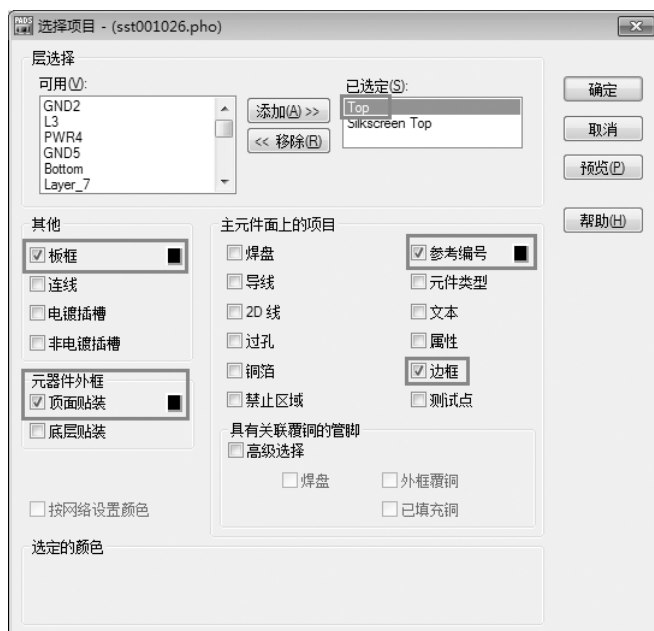 PADS 选择项目 - (sst001026.pho)
层选择
可用(V):
GND2
L3
PWR4
GND5
Bottom
Layer_7
添加(A) >>
<< 移除(R)
已选定(S):
Top
Silkscreen Top
确定
取消
预览(P)
帮助(H)
其他
板框
连线
电镀插槽
非电镀插槽
元器件外框
顶面贴装
底层贴装
按网络设置颜色
主元件面上的项目
焊盘
导线
2D 线
过孔
铜箔
禁止区域
参考编号
元件类型
文本
属性
边框
测试点
具有关联覆铜的管脚
高级选择
焊盘
外框覆铜
已填充铜
选定的颜色